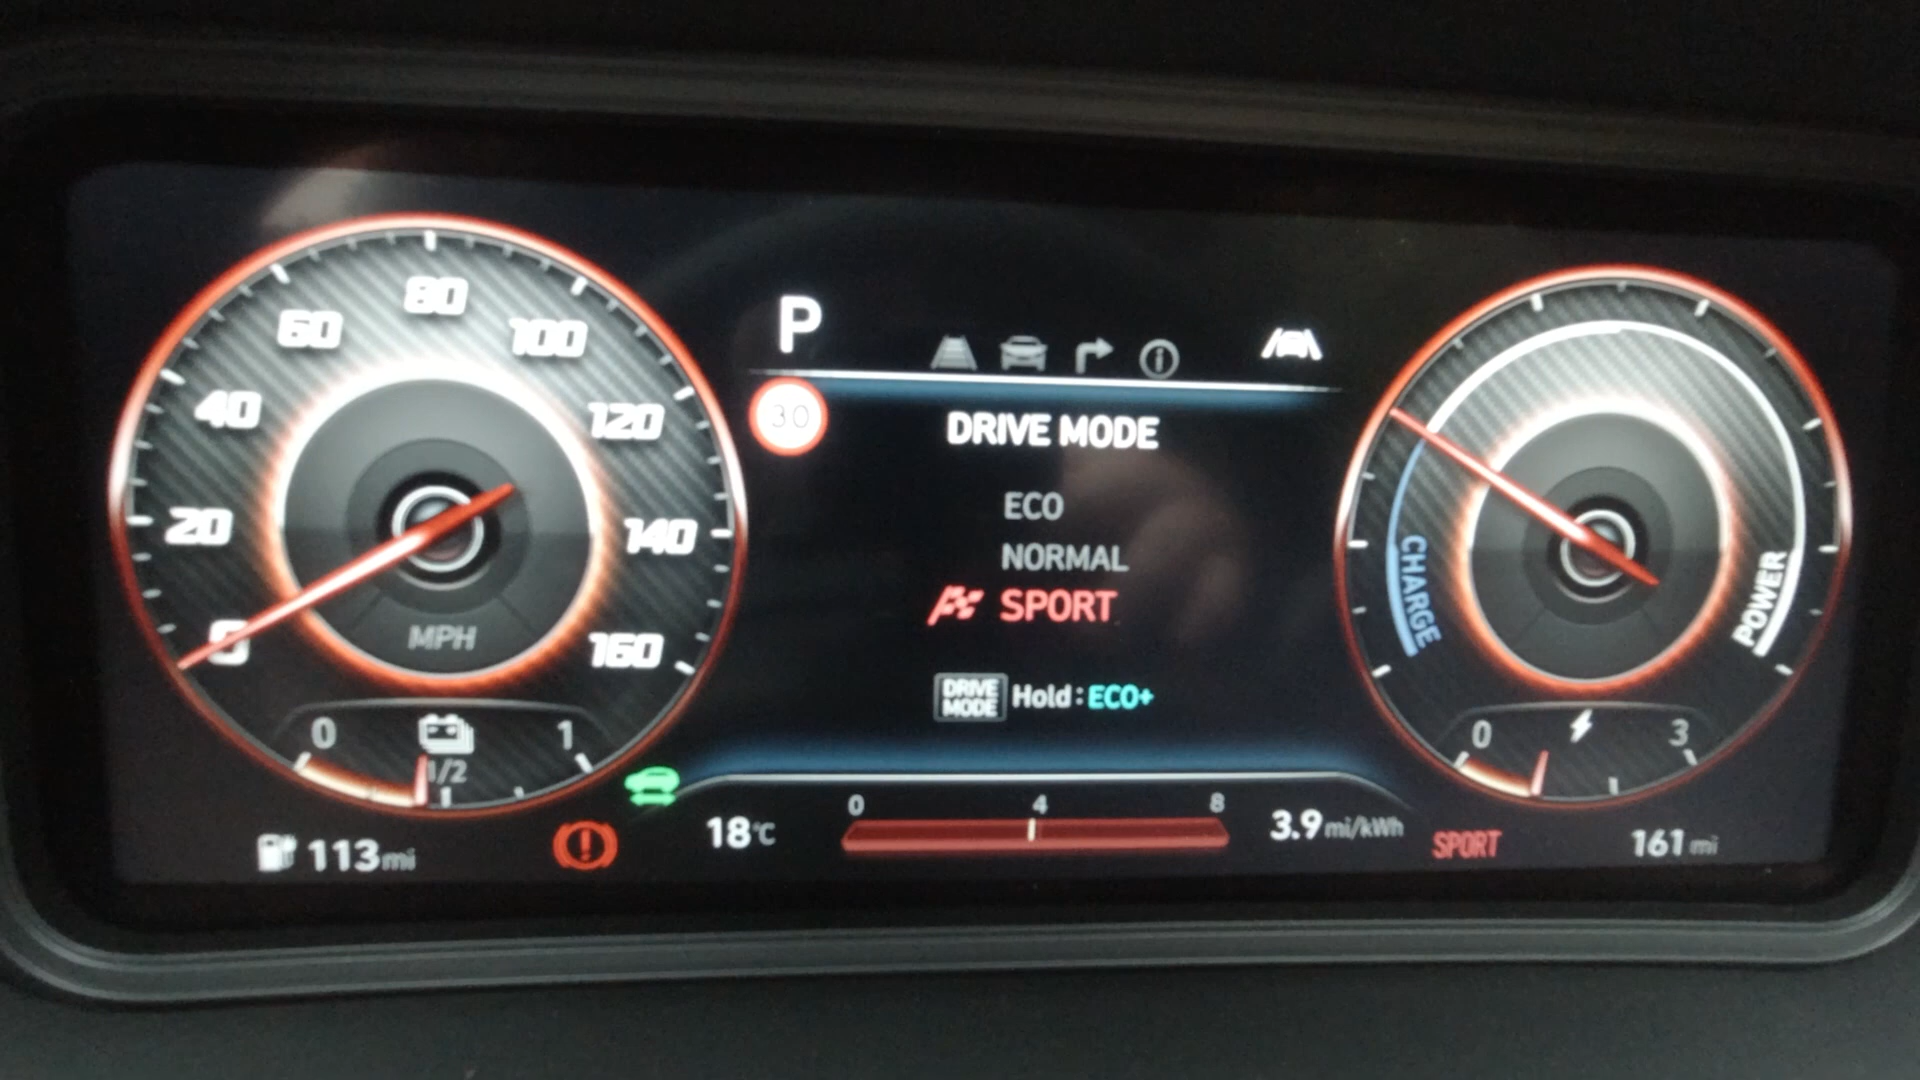 P
30
DRIVE MODE
ECO
NORMAL
SPORT
DRIVE MODE Hold : ECO+
0 20 40 60 80 100 120 140 160
MPH
0 1/2 1
113 mi
18°C
0 4 8
3.9 mi/kWh
CHARGE
POWER
0 3
SPORT
161 mi